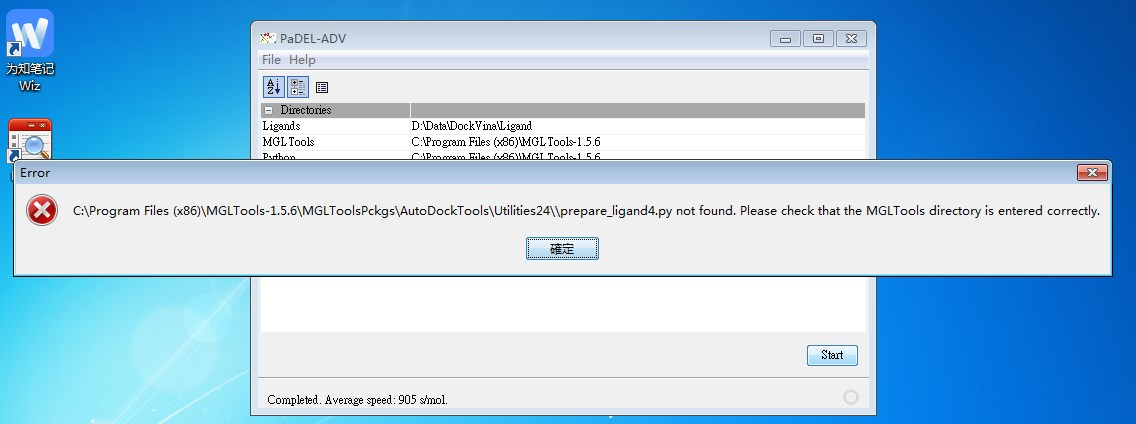 为知笔记
Wiz
PaDEL-ADV
File Help
Directories
Ligands D:\Data\DockVina\Ligand
MGLTools C:\Program Files (x86)\MGLTools-1.5.6
Python C:\Program Files (x86)\MGLTools-1.5.6
Error
C:\Program Files (x86)\MGLTools-1.5.6\MGLToolsPckgs\AutoDockTools\Utilities24\\prepare_ligand4.py not found. Please check that the MGLTools directory is entered correctly.
確定
Start
Completed. Average speed: 905 s/mol.